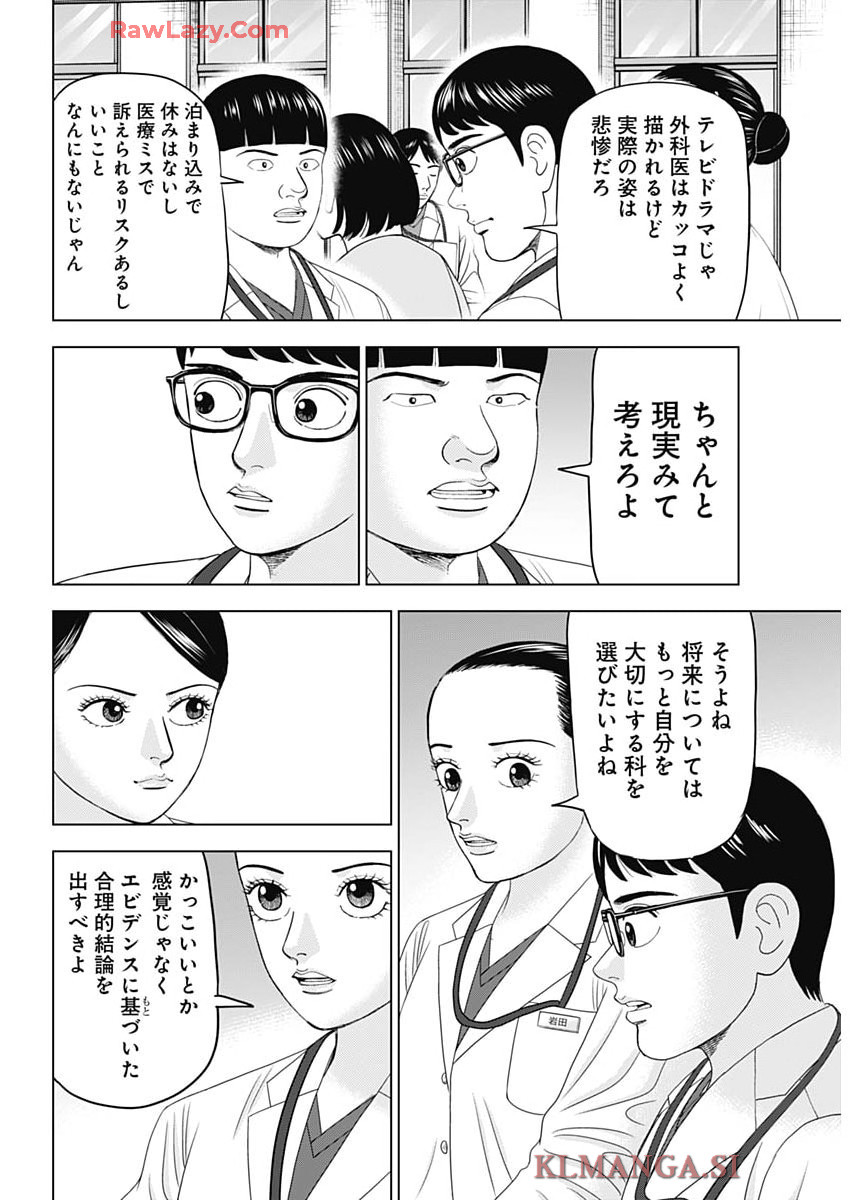 RawLazy.Com
テレビドラマじゃ
外科医はカッコよく
描かれるけど
実際の姿は
悲惨だろ
泊まり込みで
休みはないし
医療ミスで
訴えられるリスクあるし
いいこと
なんにもないじゃん
ちゃんと
現実みて
考えろよ
そうよね
将来については
もっと自分を
大切にする科を
選びたいよね
岩田
かっこいいとか
感覚じゃなく
エビデンスに基づいた
もと
合理的結論を
出すべきよ
KLMANGA.SI